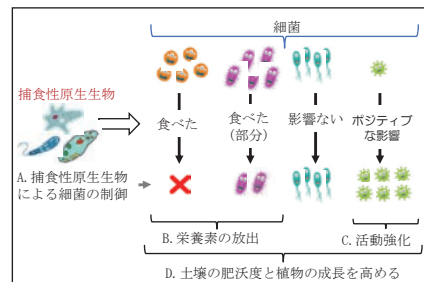 細菌
捕食性原生生物
食べた
食べた
(部分)
影響ない
ポジティブ
な影響
A. 捕食性原生生物
による細菌の制御
B. 栄養素の放出
C. 活動強化
D. 土壌の肥沃度と植物の成長を高める